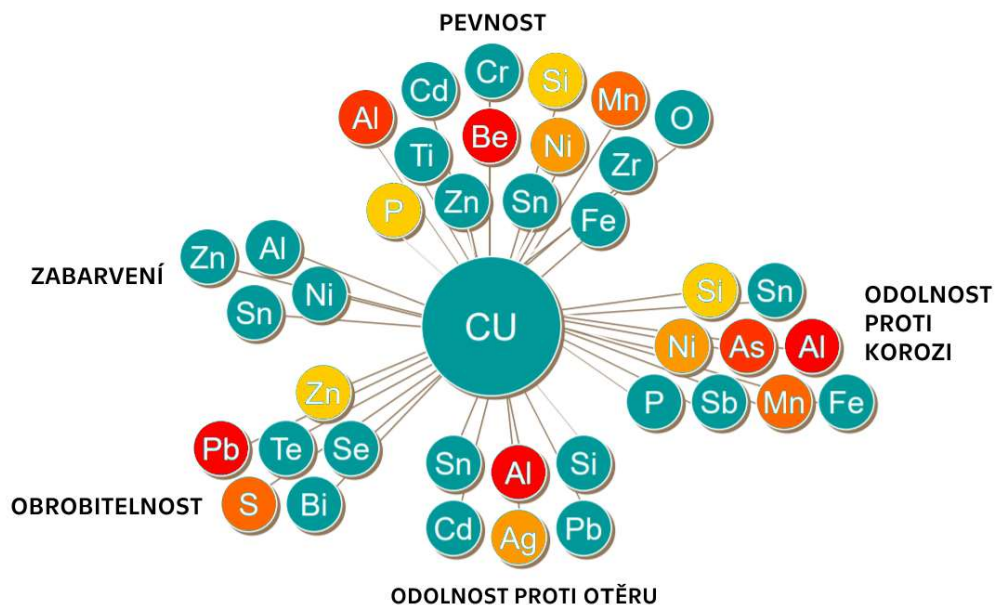 PEVNOST
Cr
Si
Cd
Mn
Al
O
Be
Ni
Ti
Zr
Zn
Sn
P
Fe
ZABARVENÍ
Zn
Al
Ni
Sn
CU
Si
Sn
ODOLNOST
PROTI
KOROZI
Ni
As
Al
P
Sb
Mn
Fe
Zn
Pb
Te
Se
OBROBITELNOST
S
Bi
Sn
Al
Si
Cd
Ag
Pb
ODOLNOST PROTI OTĚRU